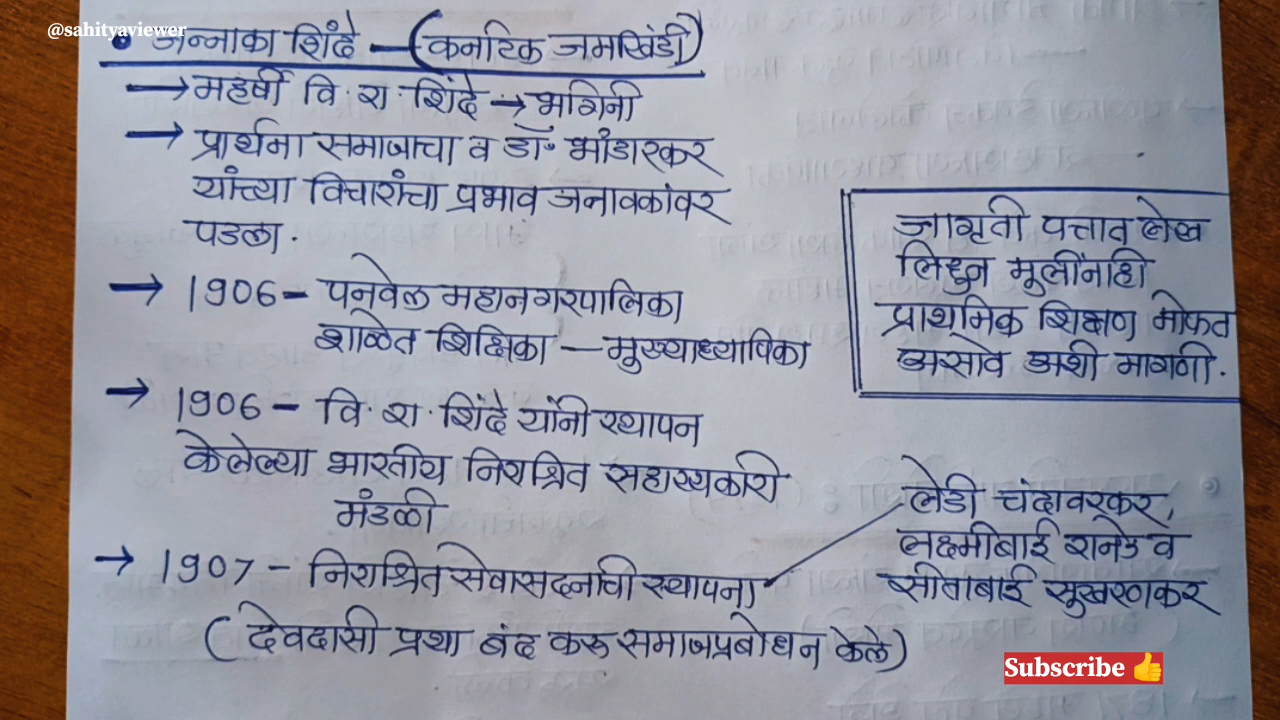 @sahityaviewer
• जन्नाका शिंदे – (कर्नाटक जमखिंडी)
→ महर्षी वि. रा. शिंदे → भगिनी
→ प्रार्थना समाजाचा व डॉ. भांडारकर
यांच्या विचारांचा प्रभाव जनाक्कांवर
पडला.
→ 1906 – पनवेल महानगरपालिका
शाळेत शिक्षिका – मुख्याध्यापिका
→ 1906 – वि. रा. शिंदे यांनी स्थापन
केलेल्या भारतीय निराश्रित सहाय्यकारी
मंडळी
→ 1907 – निराश्रित सेवासदनाची स्थापना
(देवदासी प्रथा बंद करू समाजप्रबोधन केले)
जागृती पत्तात लेख
लिहून मुलींनाही
प्राथमिक शिक्षण मोफत
असावे अशी मागणी.
लेडी चंदावरकर,
लक्ष्मीबाई रानडे व
सीताबाई सुखरणकर
Subscribe 👍